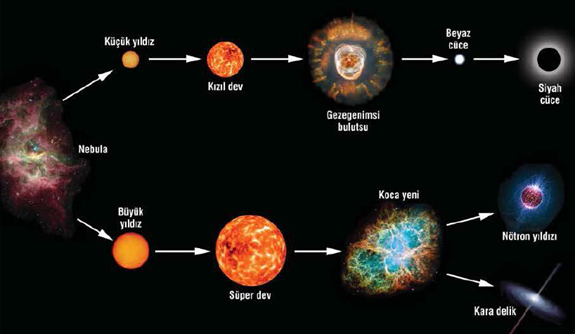 Küçük yıldız
Kızıl dev
Gezegenimsi
bulutsu
Beyaz
cüce
Siyah
cüce
Nebula
Büyük
yıldız
Süper dev
Koca yeni
Nötron yıldızı
Kara delik